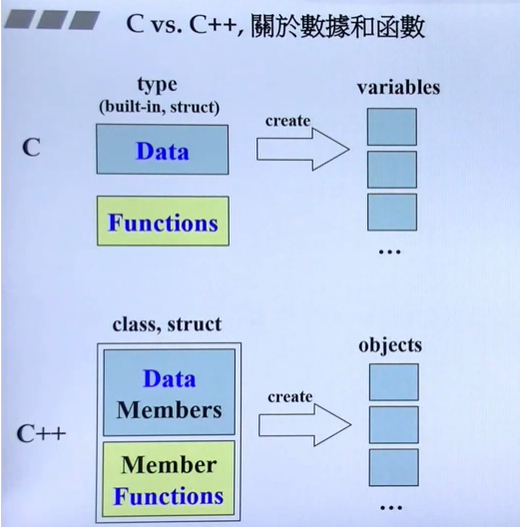 C vs. C++, 關於數據和函數
type
(built-in, struct)
variables
create
C
Data
Functions
...
class, struct
objects
Data
Members
create
C++
Member
Functions
...